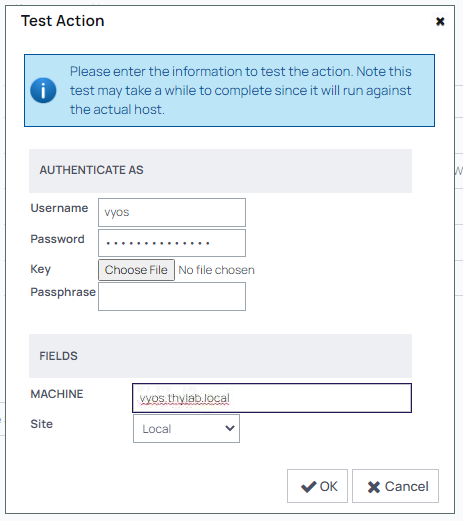 Test Action
Please enter the information to test the action. Note this
test may take a while to complete since it will run against
the actual host.
AUTHENTICATE AS
Username vyos
Password ••••••••••••••
Key Choose File No file chosen
Passphrase
FIELDS
MACHINE vyos.thylab.local
Site Local
OK Cancel